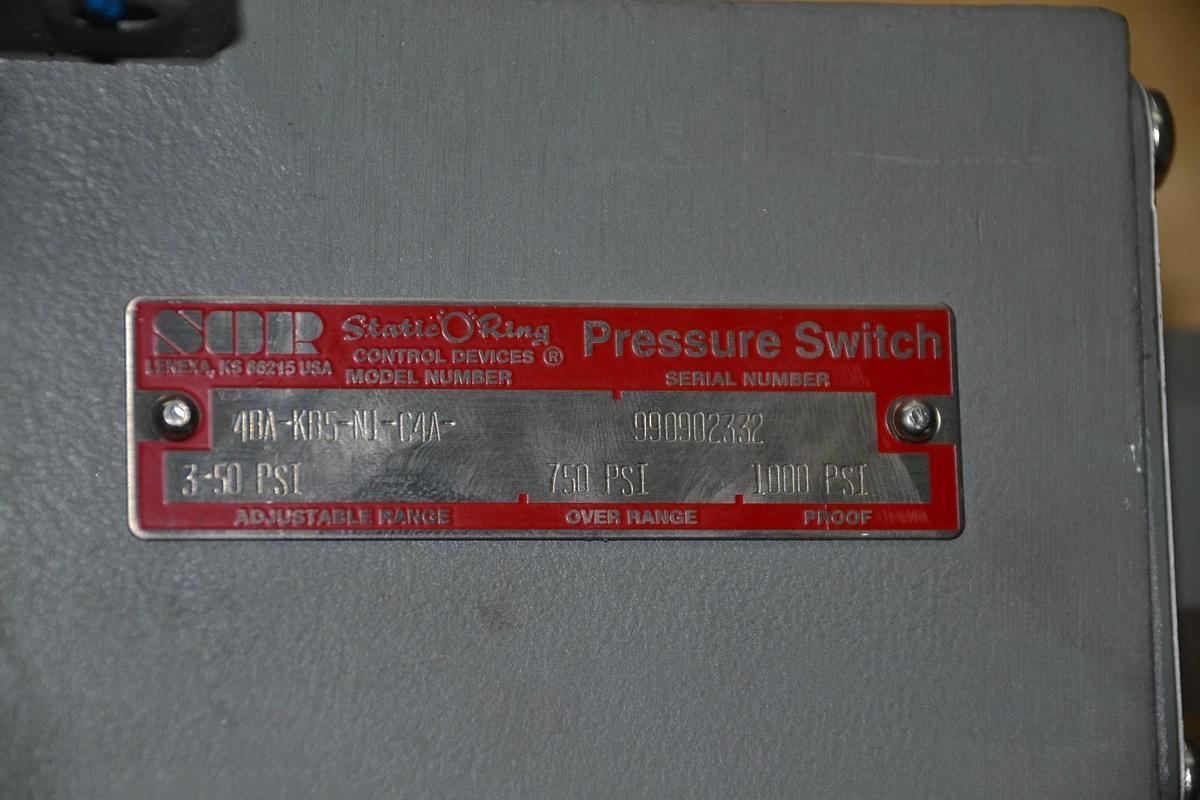 SOR Static "O" Ring Pressure Switch
LENEXA, KS 66215 USA CONTROL DEVICES ®
MODEL NUMBER SERIAL NUMBER
4BA-KB5-N1-C4A- 990902332
3-50 PSI 750 PSI 1000 PSI
ADJUSTABLE RANGE OVER RANGE PROOF